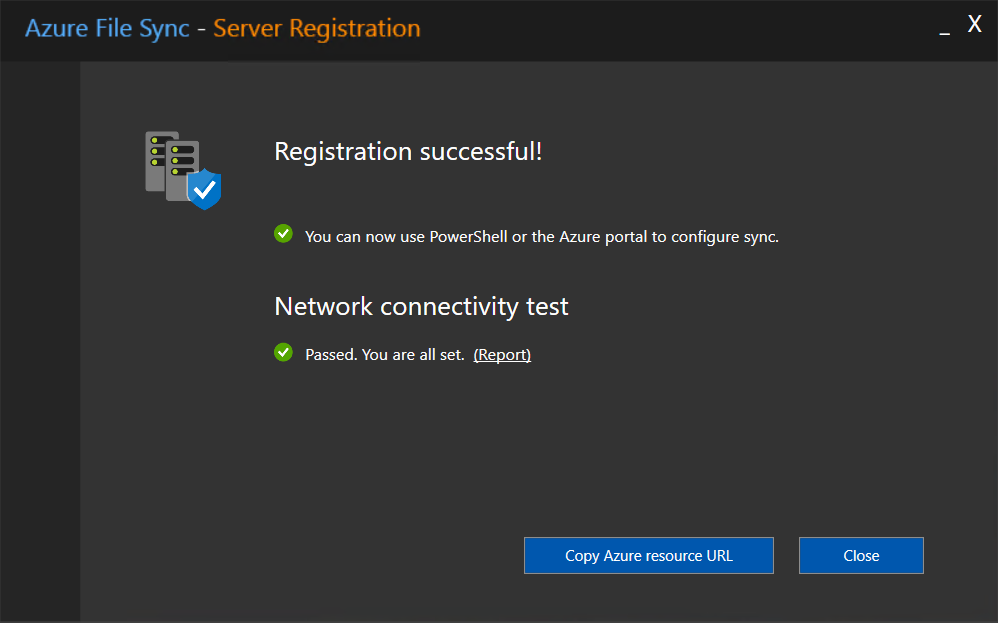 Azure File Sync - Server Registration
_ X
Registration successful!
You can now use PowerShell or the Azure portal to configure sync.
Network connectivity test
Passed. You are all set. (Report)
Copy Azure resource URL Close